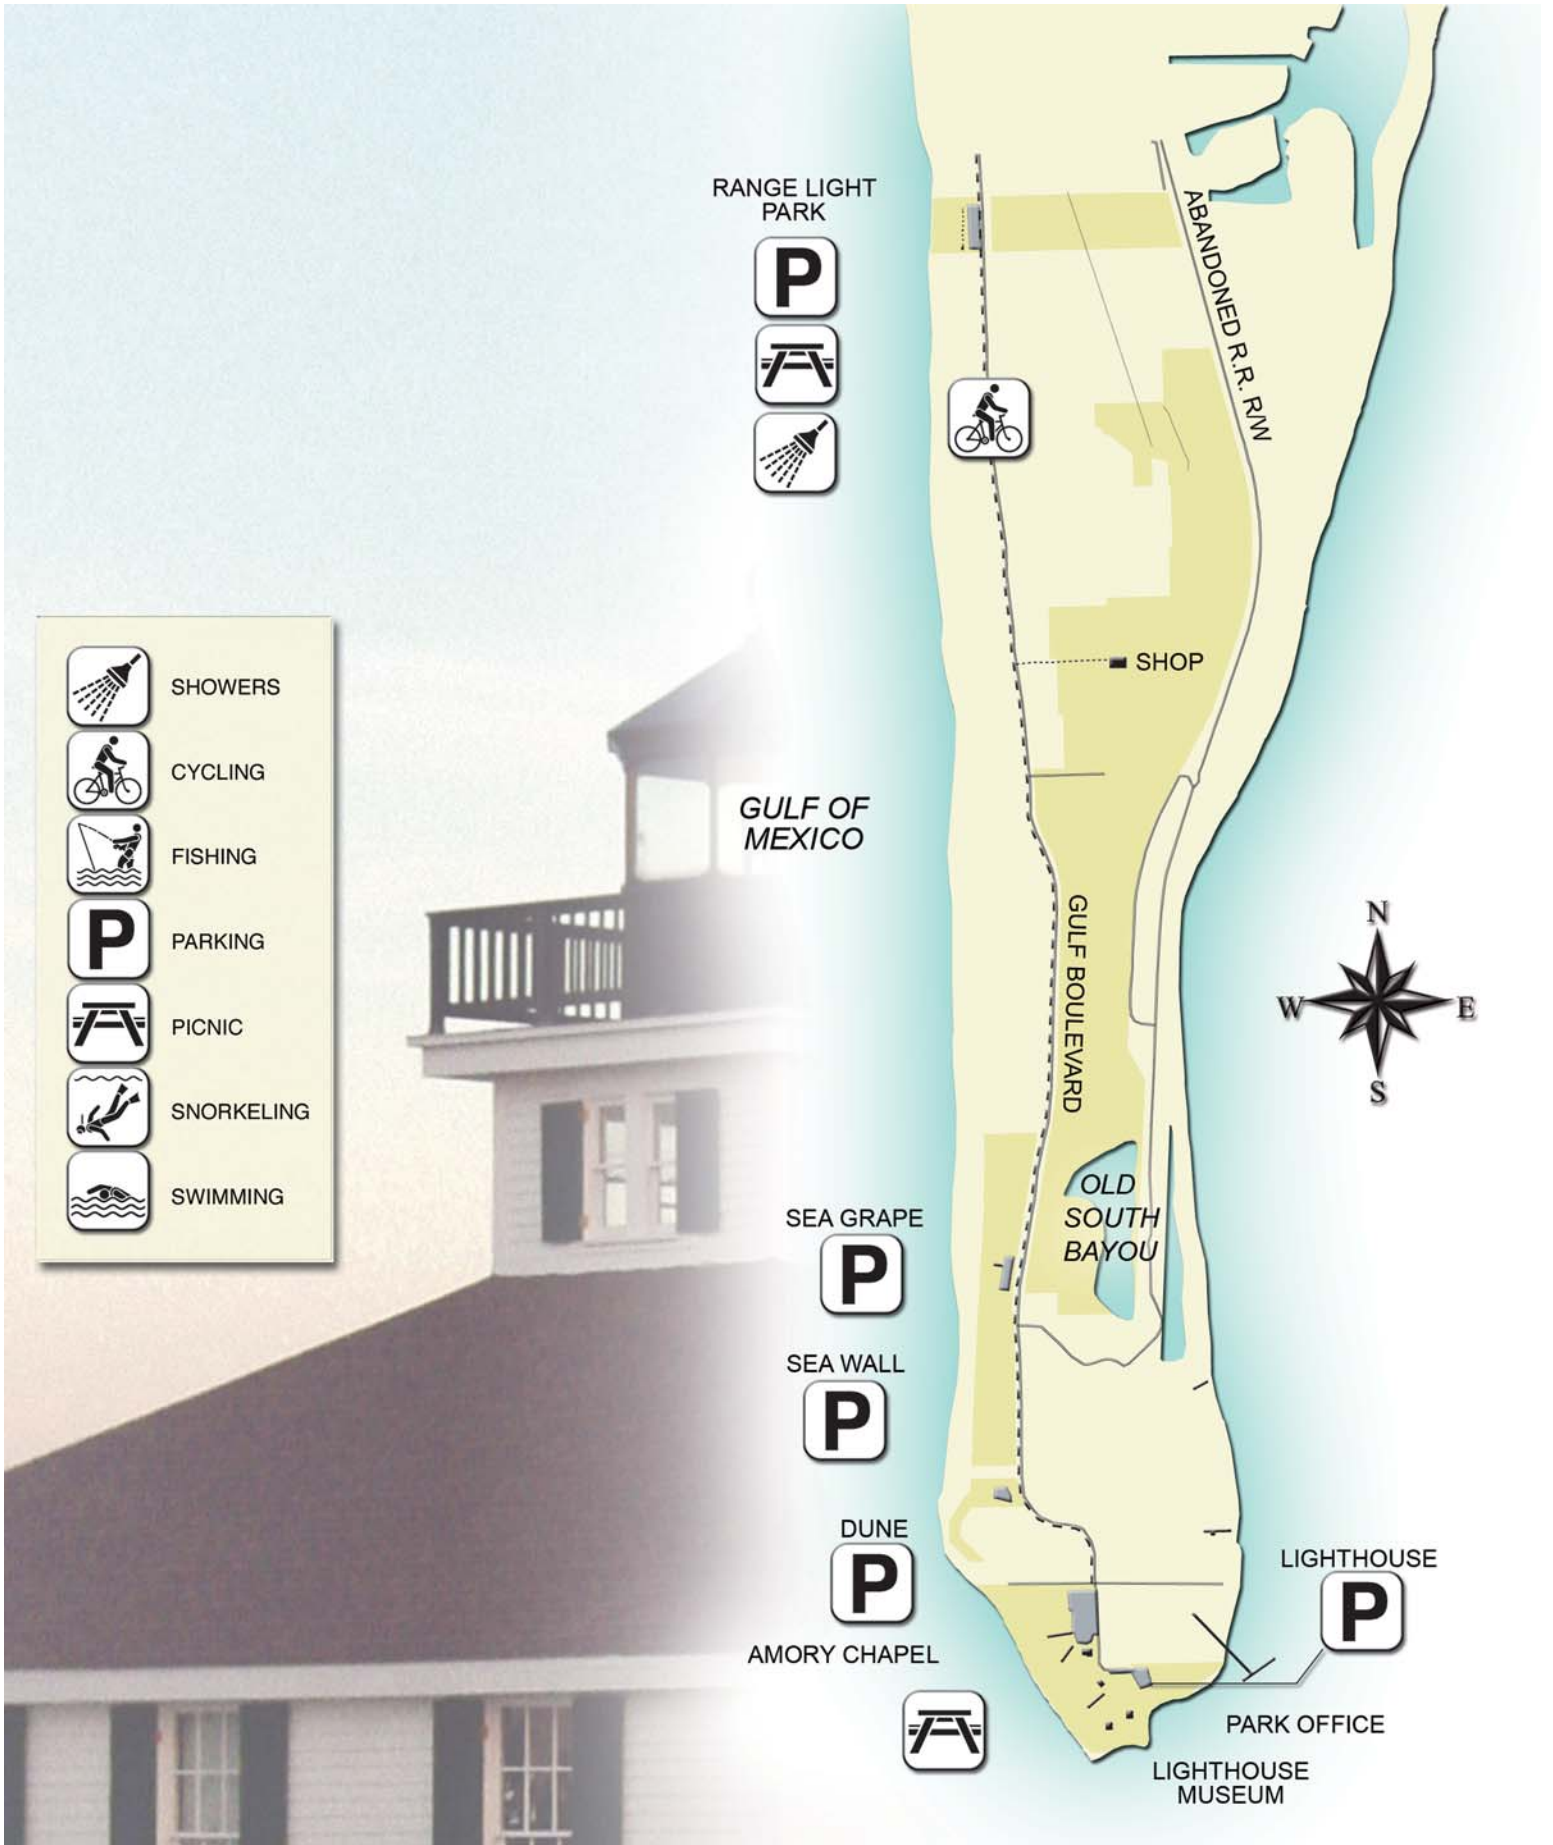 RANGE LIGHT
PARK
P
ABANDONED R.R. R/W
SHOP
SHOWERS
CYCLING
FISHING
P PARKING
PICNIC
SNORKELING
SWIMMING
GULF OF
MEXICO
GULF BOULEVARD
N
W E
S
OLD
SOUTH
BAYOU
SEA GRAPE
P
SEA WALL
P
DUNE
P
LIGHTHOUSE
P
AMORY CHAPEL
PARK OFFICE
LIGHTHOUSE
MUSEUM